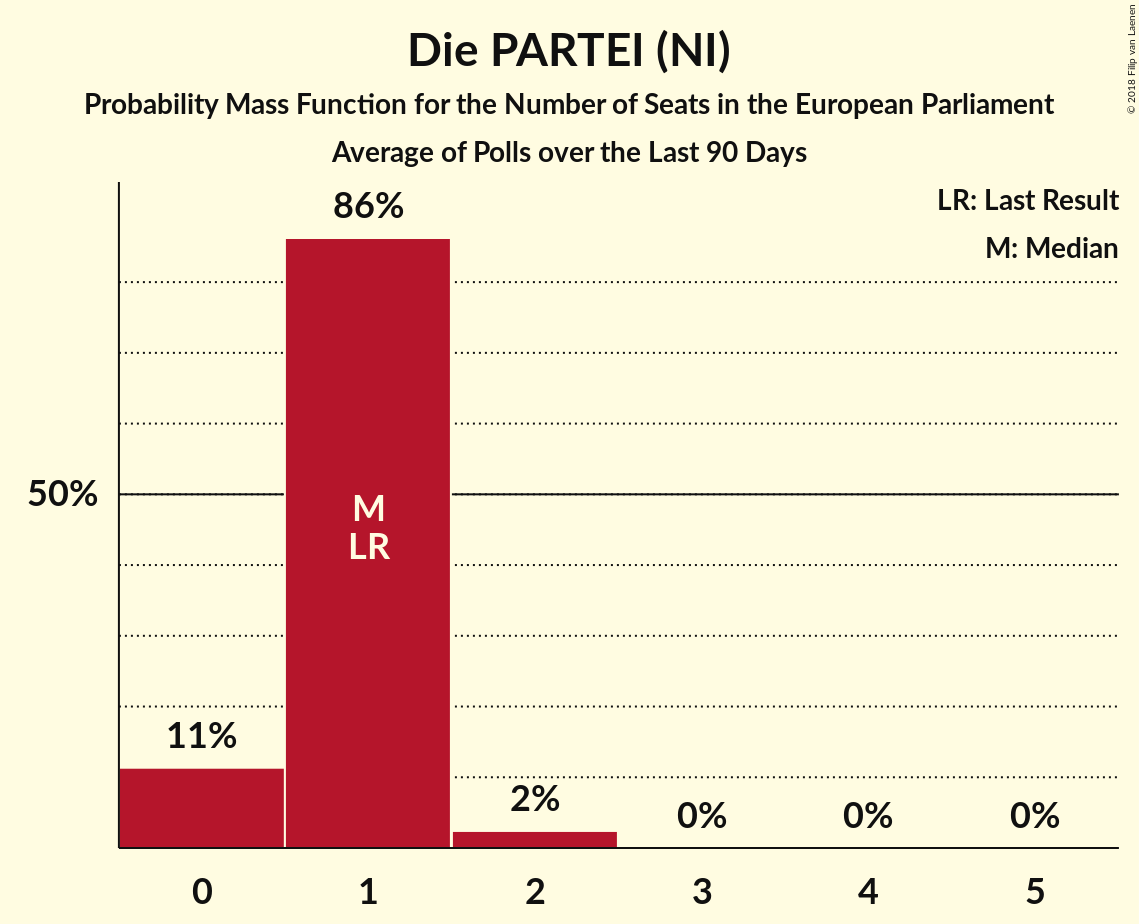 Die PARTEI (NI)
Probability Mass Function for the Number of Seats in the European Parliament
Average of Polls over the Last 90 Days
© 2018 Filip van Laenen
LR: Last Result
M: Median
86%
50%
M
LR
11%
2%
0%
0%
0%
0
1
2
3
4
5